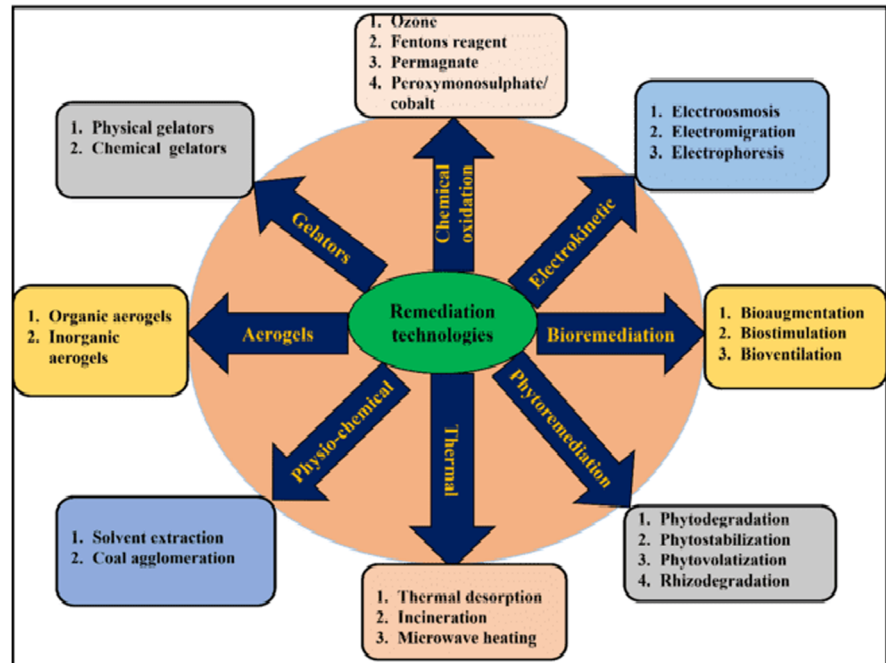 1. Ozone
2. Fentons reagent
3. Permagnate
4. Peroxymonosulphate/
cobalt
1. Physical gelators
2. Chemical gelators
1. Electroosmosis
2. Electromigration
3. Electrophoresis
Chemical
oxidation
Gelators
Electrokinetic
1. Organic aerogels
2. Inorganic
aerogels
Aerogels
Remediation
technologies
Bioremediation
1. Bioaugmentation
2. Biostimulation
3. Bioventilation
Physio-chemical
Thermal
Phytoremediation
1. Solvent extraction
2. Coal agglomeration
1. Phytodegradation
2. Phytostabilization
3. Phytovolatization
4. Rhizodegradation
1. Thermal desorption
2. Incineration
3. Microwave heating